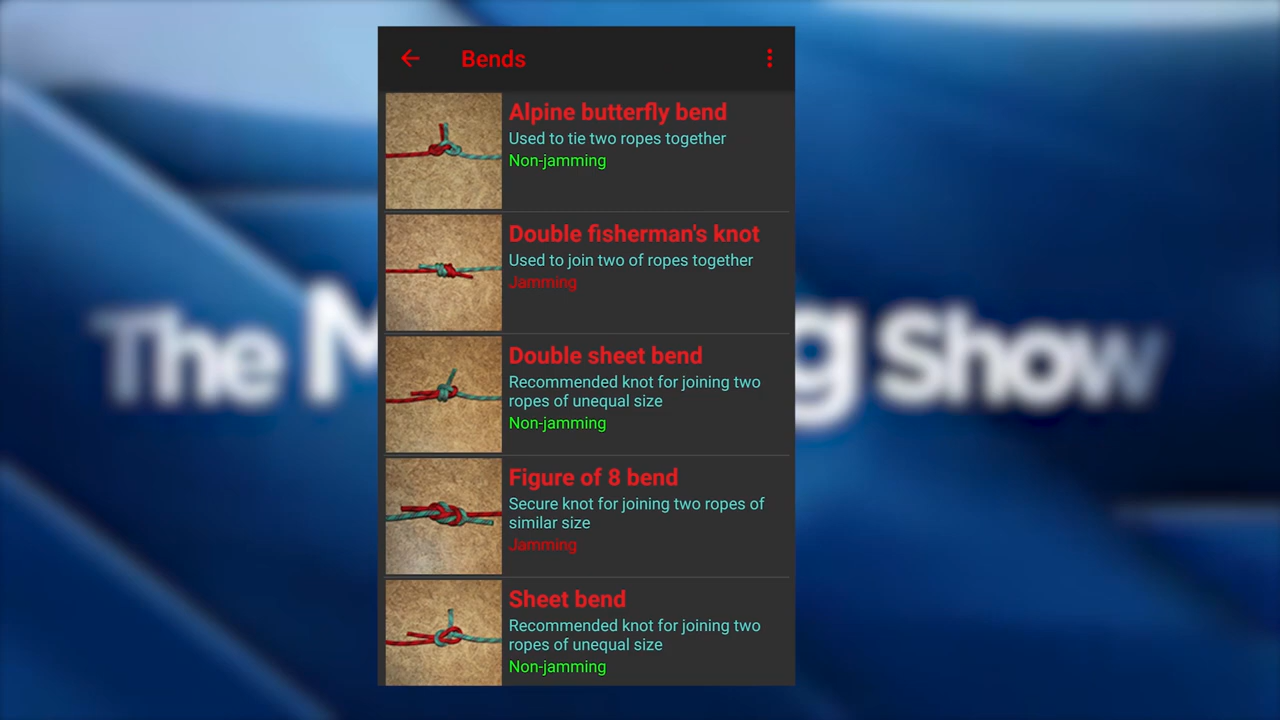 Bends
Alpine butterfly bend
Used to tie two ropes together
Non-jamming
Double fisherman's knot
Used to join two of ropes together
Jamming
Double sheet bend
Recommended knot for joining two
ropes of unequal size
Non-jamming
Figure of 8 bend
Secure knot for joining two ropes of
similar size
Jamming
Sheet bend
Recommended knot for joining two
ropes of unequal size
Non-jamming
The M
g Show